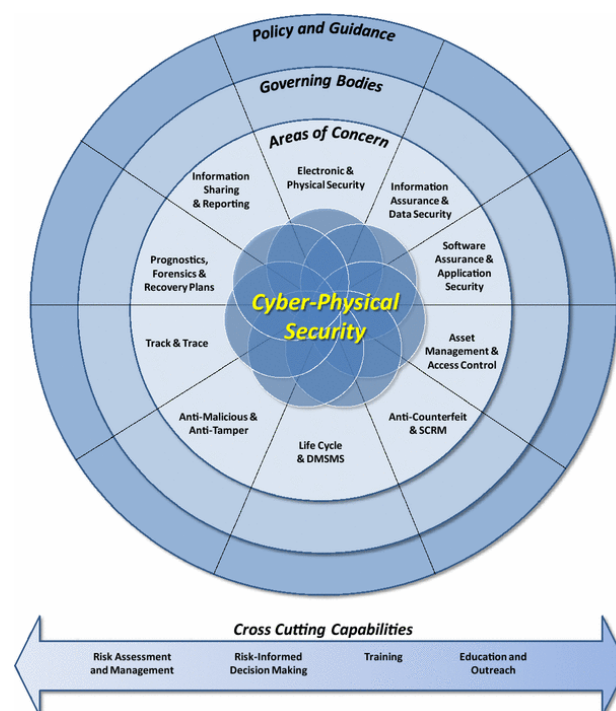 Policy and Guidance
Governing Bodies
Areas of Concern
Electronic &
Physical Security
Information
Sharing
& Reporting
Information
Assurance &
Data Security
Prognostics,
Forensics &
Recovery Plans
Software
Assurance &
Application
Security
Cyber-Physical
Security
Track & Trace
Asset
Management &
Access Control
Anti-Malicious &
Anti-Tamper
Anti-Counterfeit
& SCRM
Life Cycle
& DMSMS
Cross Cutting Capabilities
Risk Assessment
and Management
Risk-Informed
Decision Making
Training
Education and
Outreach